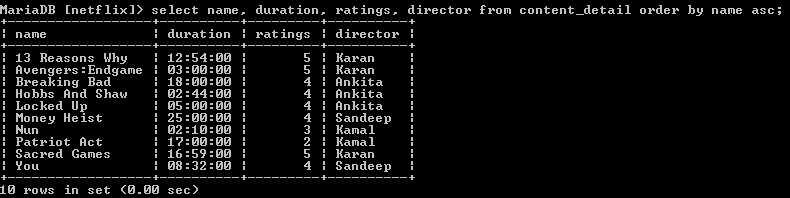 MariaDB [netflix]> select name, duration, ratings, director from content_detail order by name asc;
+------------------+----------+---------+----------+
| name             | duration | ratings | director |
+------------------+----------+---------+----------+
| 13 Reasons Why   | 12:54:00 |       5 | Karan    |
| Avengers:Endgame | 03:00:00 |       5 | Karan    |
| Breaking Bad     | 18:00:00 |       4 | Ankita   |
| Hobbs And Shaw   | 02:44:00 |       4 | Ankita   |
| Locked Up        | 05:00:00 |       4 | Ankita   |
| Money Heist      | 25:00:00 |       4 | Sandeep  |
| Nun              | 02:10:00 |       3 | Kamal    |
| Patriot Act      | 17:00:00 |       2 | Kamal    |
| Sacred Games     | 16:59:00 |       5 | Karan    |
| You              | 08:32:00 |       4 | Sandeep  |
+------------------+----------+---------+----------+
10 rows in set (0.00 sec)